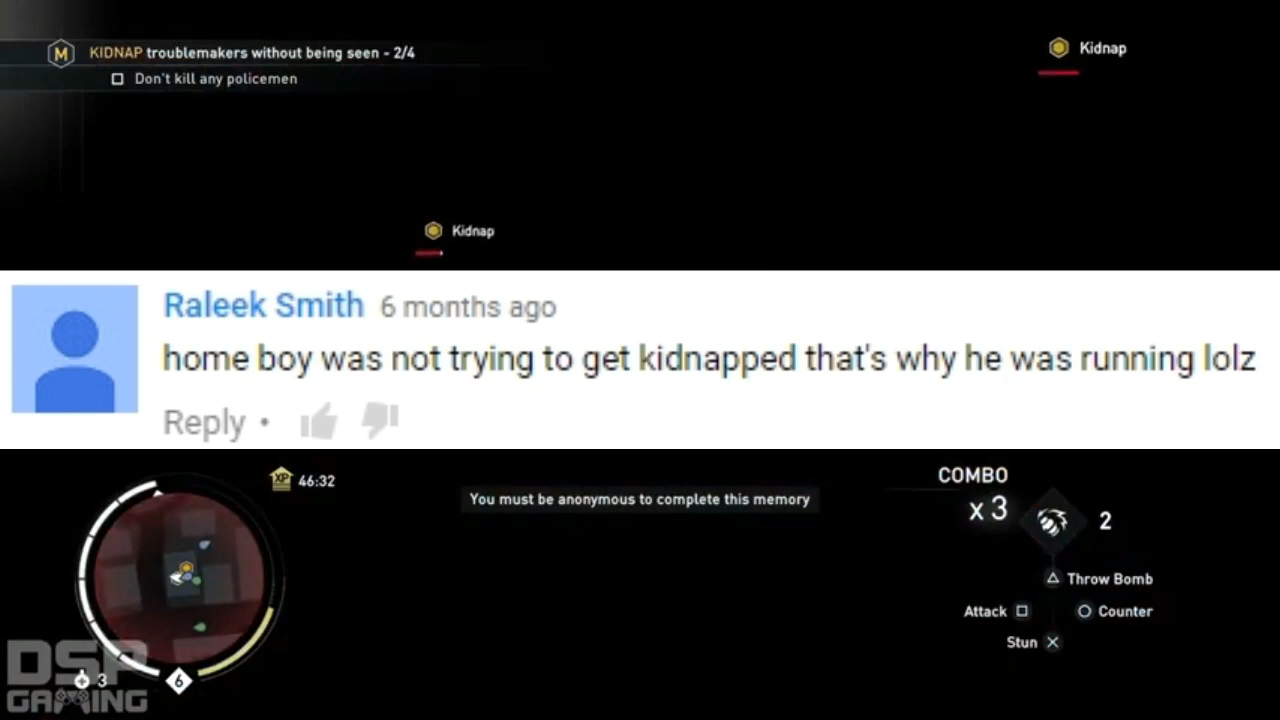 M KIDNAP troublemakers without being seen - 2/4
Don't kill any policemen
Kidnap
Kidnap
Raleek Smith 6 months ago
home boy was not trying to get kidnapped that's why he was running lolz
Reply •
XP 46:32
You must be anonymous to complete this memory
COMBO
x 3
2
Throw Bomb
Attack
Counter
Stun
3
6
DSP
GAMING